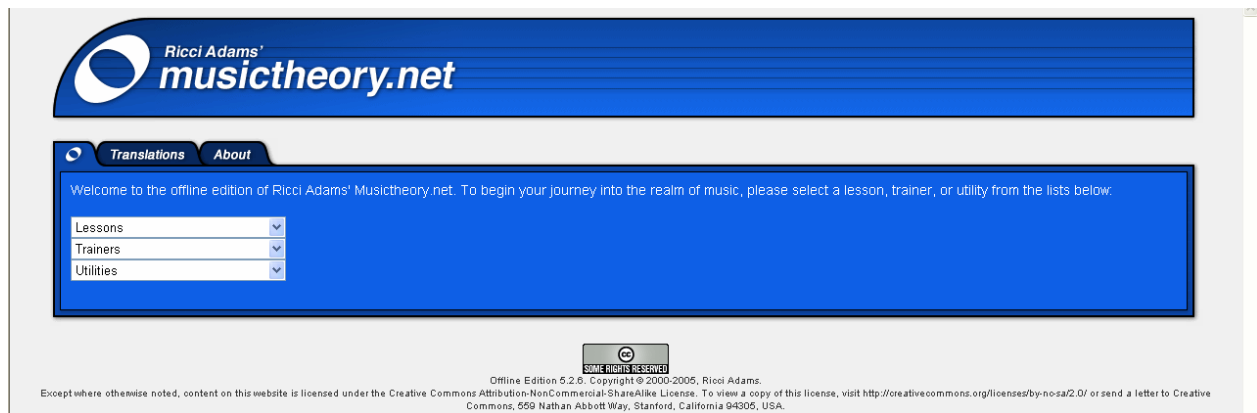 Ricci Adams'
musictheory.net
Translations About
Welcome to the offline edition of Ricci Adams' Musictheory.net. To begin your journey into the realm of music, please select a lesson, trainer, or utility from the lists below:
Lessons
Trainers
Utilities
cc
SOME RIGHTS RESERVED
Offline Edition 5.2.6. Copyright © 2000-2005, Ricci Adams.
Except where otherwise noted, content on this website is licensed under the Creative Commons Attribution-NonCommercial-ShareAlike License. To view a copy of this license, visit http://creativecommons.org/licenses/by-no-sa/2.0/ or send a letter to Creative
Commons, 559 Nathan Abbott Way, Stanford, California 94305, USA.